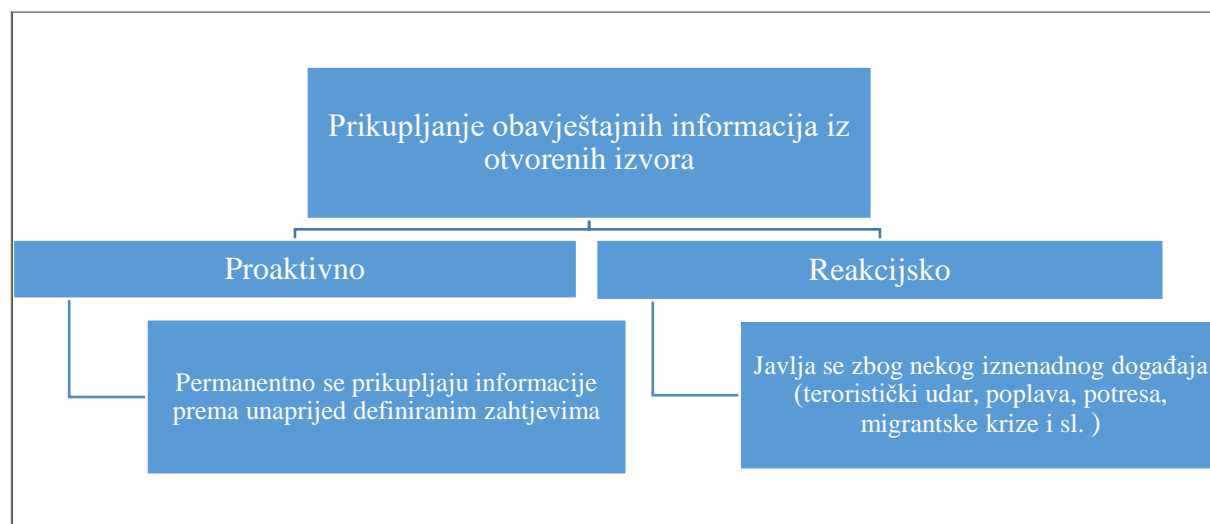 Prikupljanje obavještajnih informacija iz
otvorenih izvora
Proaktivno
Reakcijsko
Permanentno se prikupljaju informacije
prema unaprijed definiranim zahtjevima
Javlja se zbog nekog iznenadnog događaja
(teroristički udar, poplava, potresa,
migrantske krize i sl. )